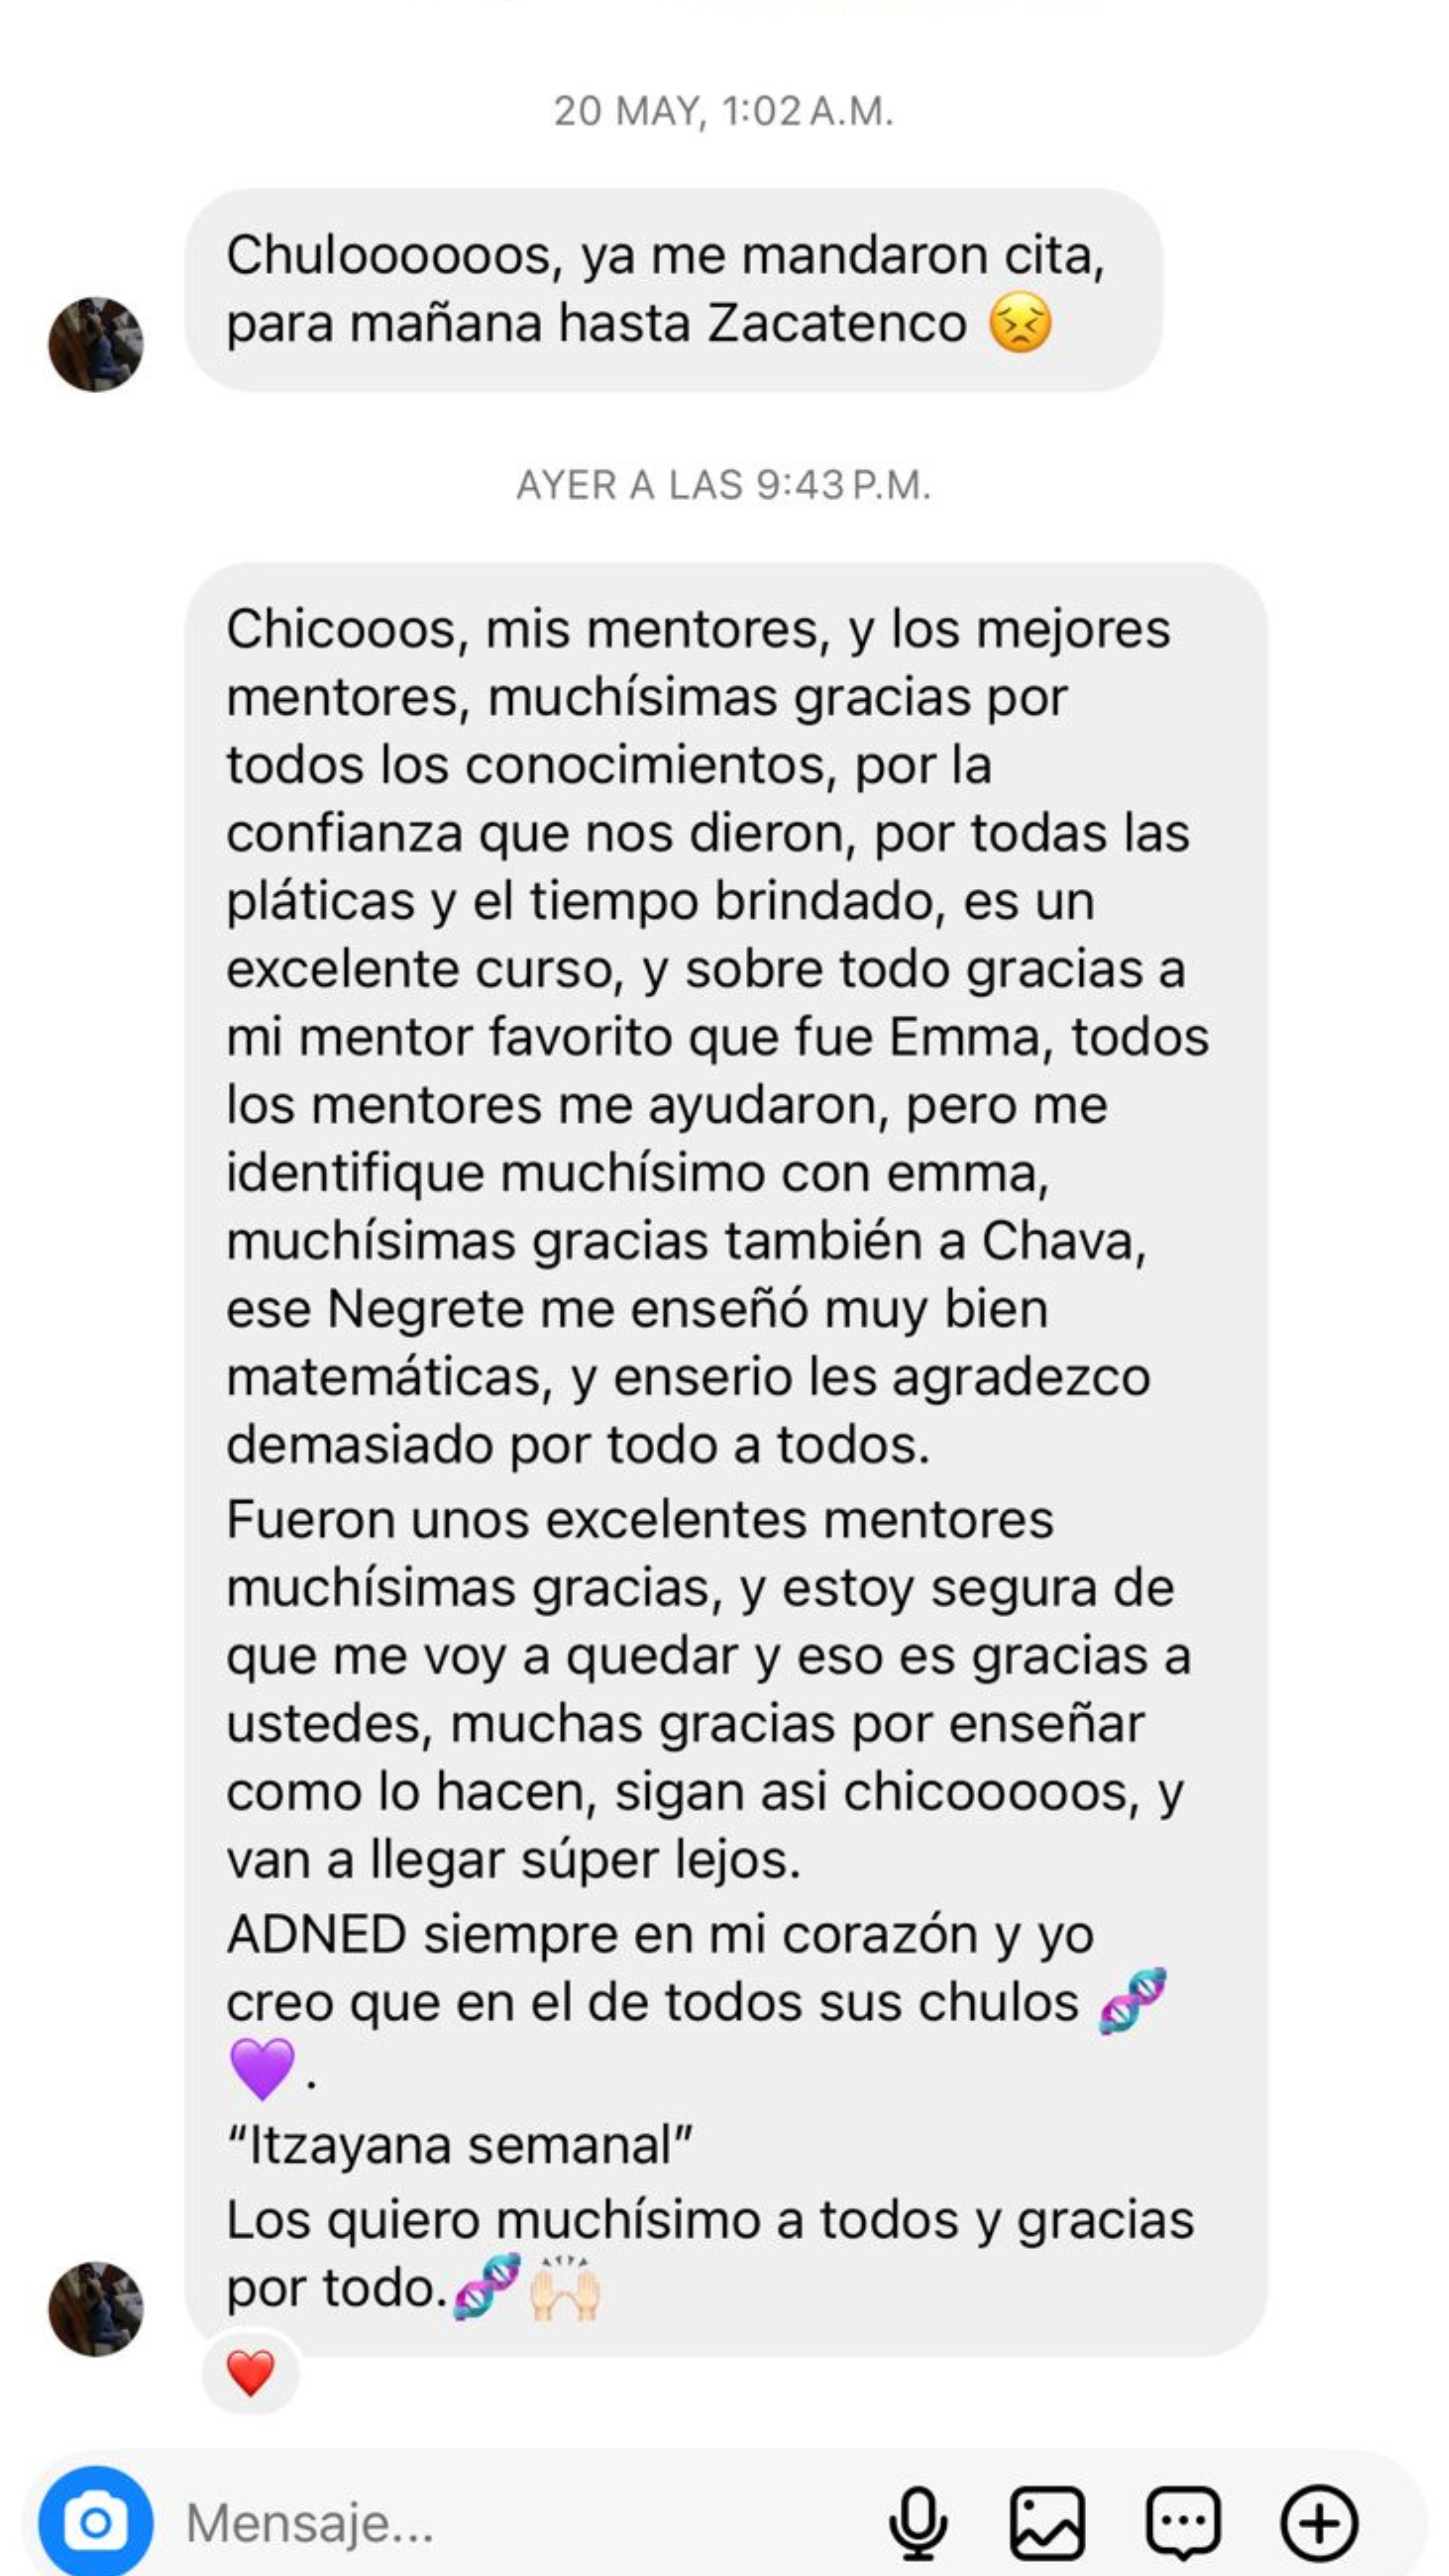 20 MAY, 1:02 A.M.
Chuloooooos, ya me mandaron cita,
para mañana hasta Zacatenco 😣
AYER A LAS 9:43 P.M.
Chicooos, mis mentores, y los mejores
mentores, muchísimas gracias por
todos los conocimientos, por la
confianza que nos dieron, por todas las
pláticas y el tiempo brindado, es un
excelente curso, y sobre todo gracias a
mi mentor favorito que fue Emma, todos
los mentores me ayudaron, pero me
identifique muchísimo con emma,
muchísimas gracias también a Chava,
ese Negrete me enseñó muy bien
matemáticas, y enserio les agradezco
demasiado por todo a todos.
Fueron unos excelentes mentores
muchísimas gracias, y estoy segura de
que me voy a quedar y eso es gracias a
ustedes, muchas gracias por enseñar
como lo hacen, sigan asi chicooooos, y
van a llegar súper lejos.
ADNED siempre en mi corazón y yo
creo que en el de todos sus chulos 🧬
💜.
“Itzayana semanal”
Los quiero muchísimo a todos y gracias
por todo.🧬🙌🏻
❤️
Mensaje...